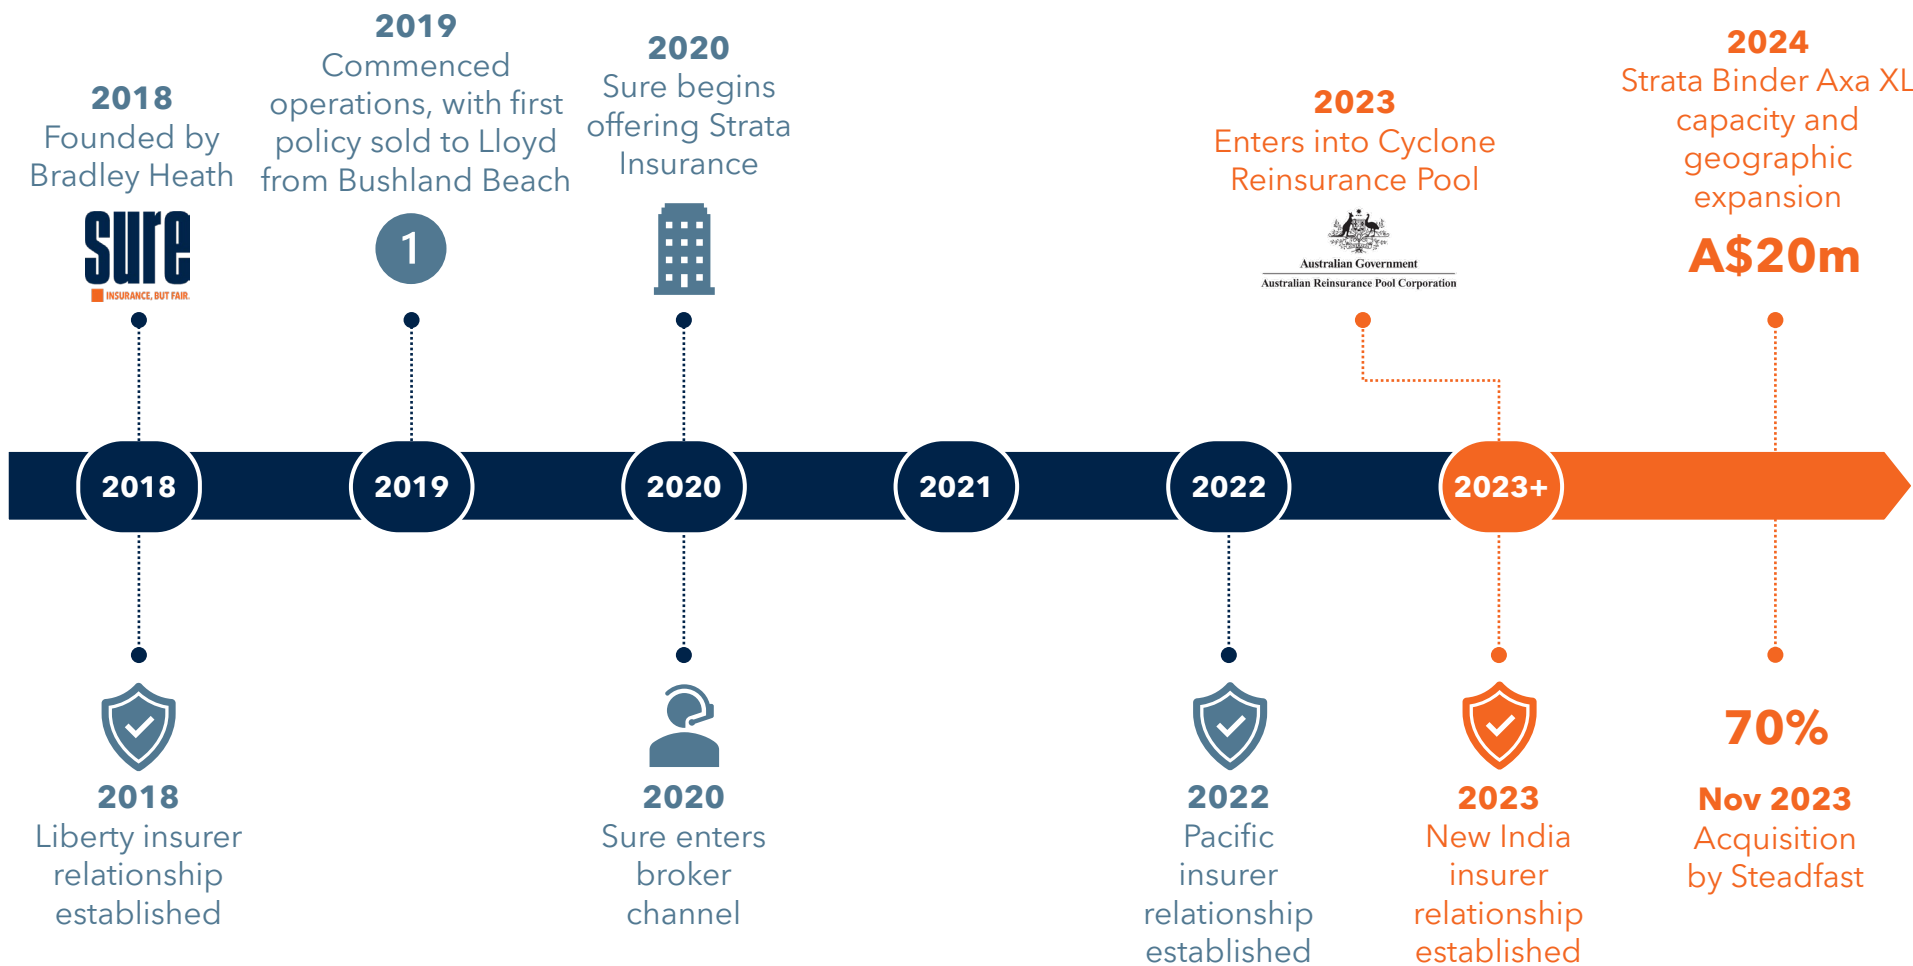 2018
Founded by
Bradley Heath
sure
INSURANCE, BUT FAIR.
2019
Commenced
operations, with first
policy sold to Lloyd
from Bushland Beach
1
2020
Sure begins
offering Strata
Insurance
2023
Enters into Cyclone
Reinsurance Pool
Australian Government
Australian Reinsurance Pool Corporation
2024
Strata Binder Axa XL
capacity and
geographic
expansion
A$20m
2018
2019
2020
2021
2022
2023+
2018
Liberty insurer
relationship
established
2020
Sure enters
broker
channel
2022
Pacific
insurer
relationship
established
2023
New India
insurer
relationship
established
70%
Nov 2023
Acquisition
by Steadfast